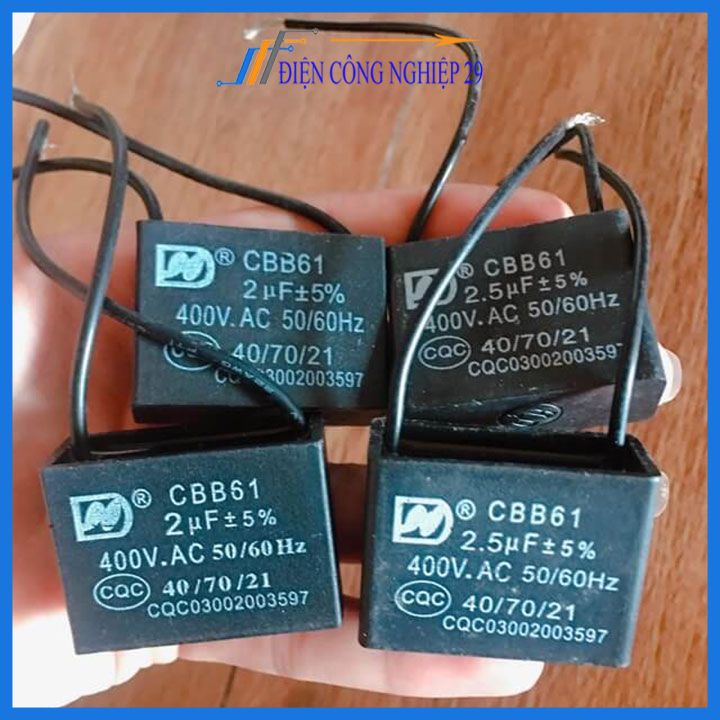 ĐIỆN CÔNG NGHIỆP 29
® CBB61
2µF±5%
400V.AC 50/60Hz
CQC 40/70/21
CQC03002003597
® CBB61
2.5µF±5%
400V.AC 50/60Hz
CQC 40/70/21
CQC03002003597
® CBB61
2µF±5%
400V.AC 50/60Hz
CQC 40/70/21
CQC03002003597
® CBB61
2.5µF±5%
400V.AC 50/60Hz
CQC 40/70/21
CQC03002003597